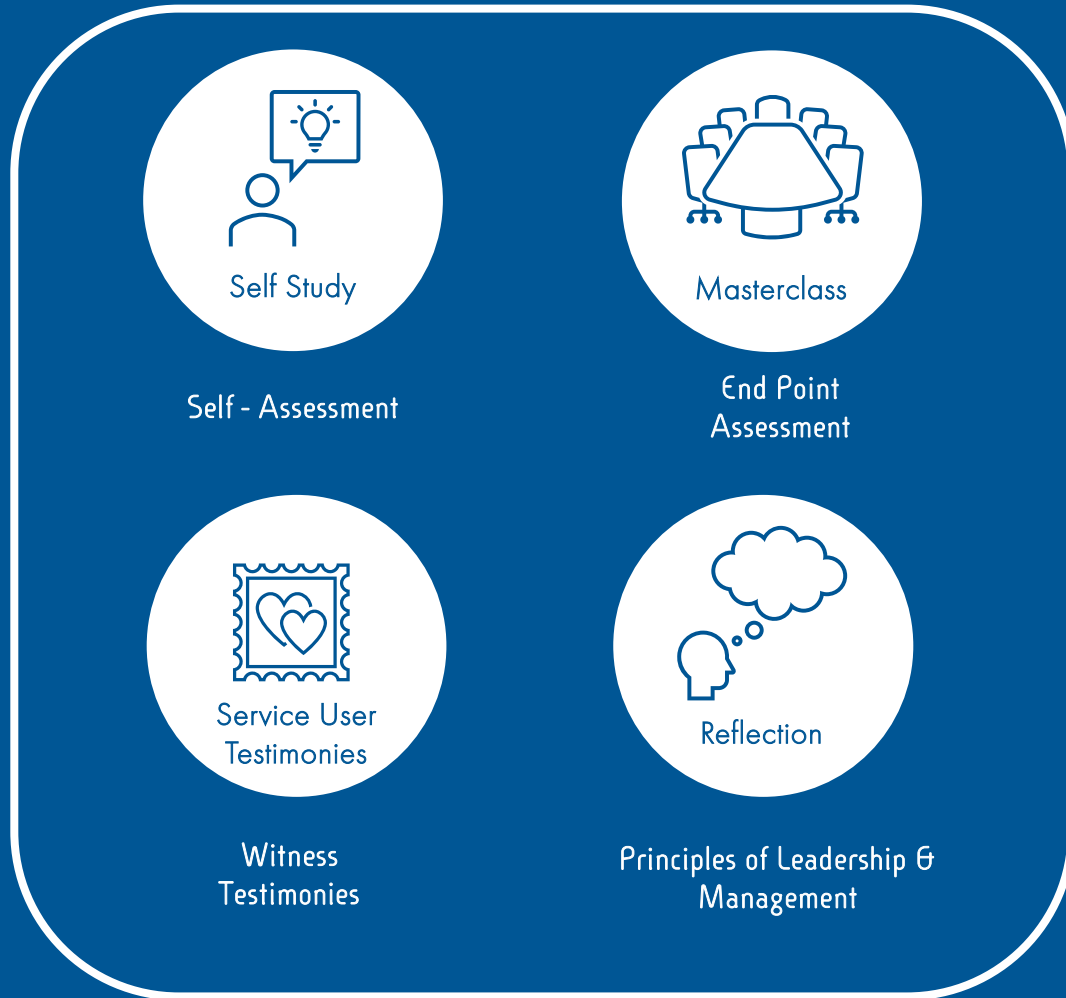 Self Study
Self - Assessment
Masterclass
End Point
Assessment
Service User
Testimonies
Witness
Testimonies
Reflection
Principles of Leadership &
Management